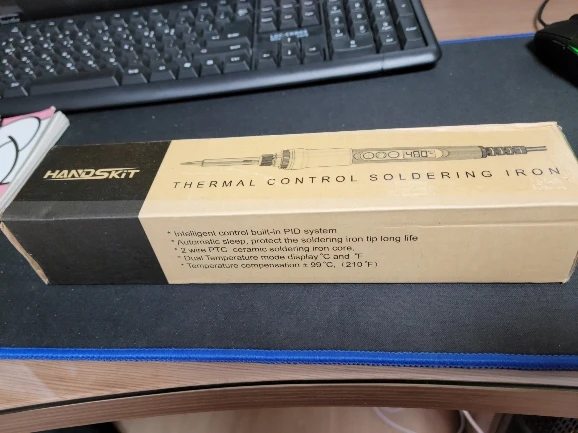 HANDSKIT
480°C
THERMAL CONTROL SOLDERING IRON
* Intelligent control built-in PID system
* Automatic sleep, protect the soldering iron tip long life
* 2 wire PTC ceramic soldering iron core,
* Dual Temperature mode display °C and °F
* Temperature compensation ± 99°C, (210°F)